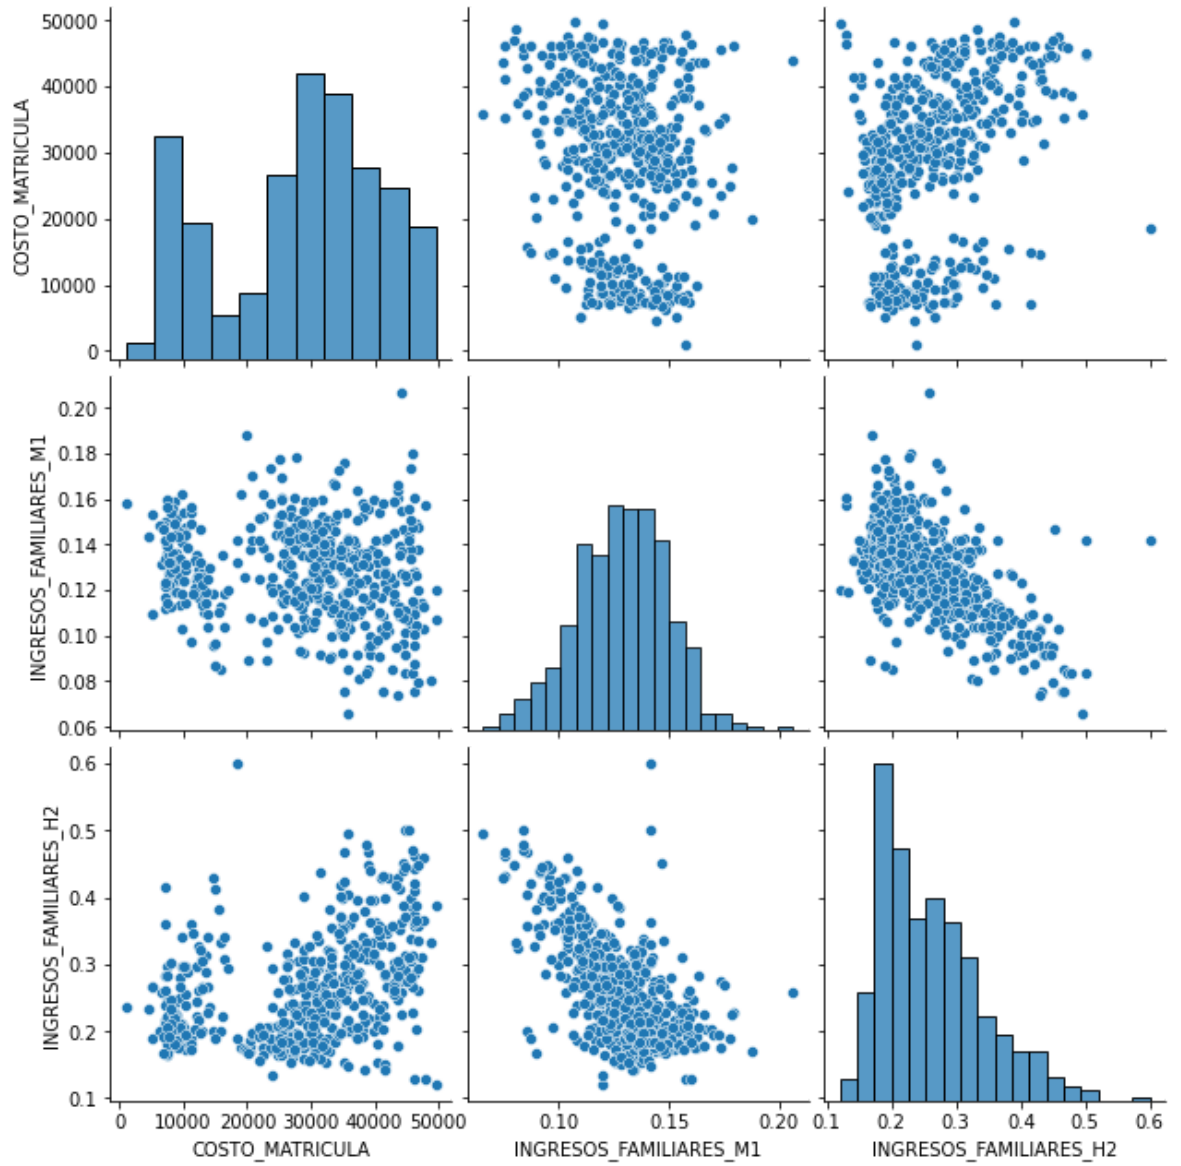 50000
40000
30000
20000
10000
0
COSTO_MATRICULA
0.20
0.18
0.16
0.14
0.12
0.10
0.08
0.06
INGRESOS_FAMILIARES_M1
0.6
0.5
0.4
0.3
0.2
0.1
INGRESOS_FAMILIARES_H2
0 10000 20000 30000 40000 50000
COSTO_MATRICULA
0.10 0.15 0.20
INGRESOS_FAMILIARES_M1
0.1 0.2 0.3 0.4 0.5 0.6
INGRESOS_FAMILIARES_H2